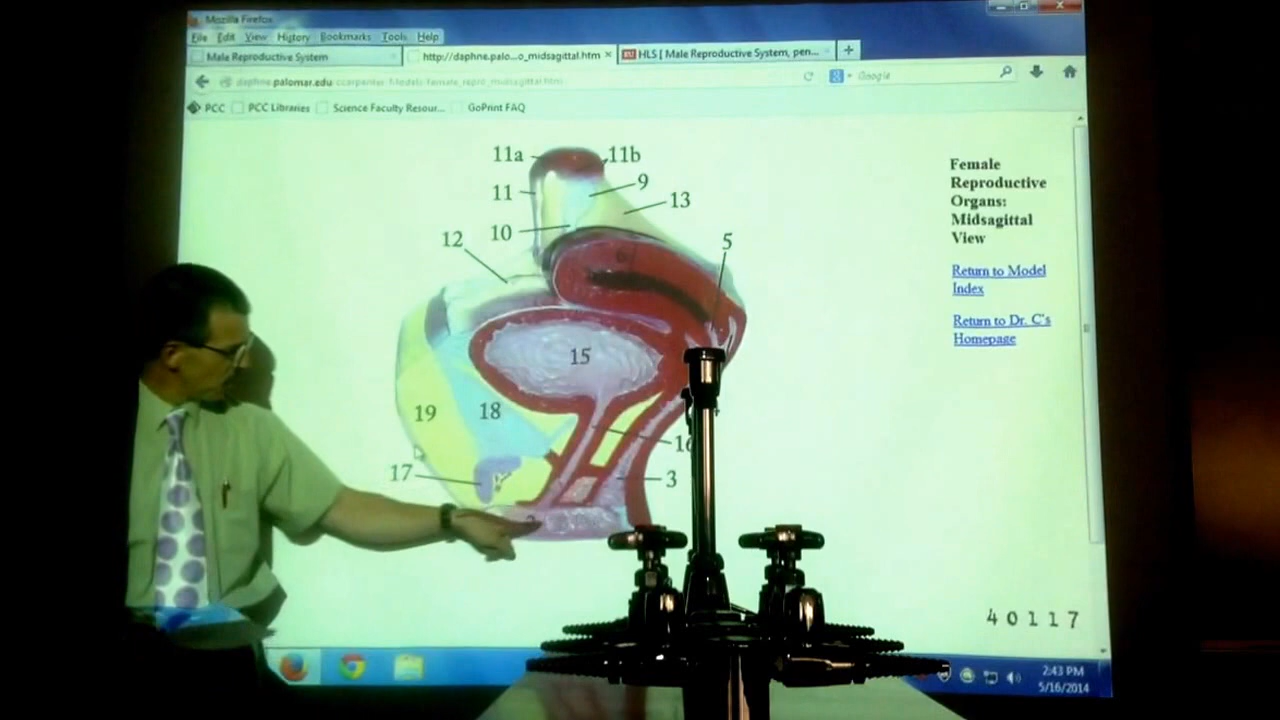 Mozilla Firefox
File Edit View History Bookmarks Tools Help
Male Reproductive System http://daphne.palo...o_midsagittal.htm HLS | Male Reproductive System, pen...
palomar.edu Google
PCC PCC Libraries Science Faculty Resour... GoPrint FAQ
11a 11b
11 9
13
10
12 5
15
19 18
16
17 3
Female
Reproductive
Organs:
Midsagittal
View
Return to Model
Index
Return to Dr. C's
Homepage
40117
2:43 PM
5/16/2014